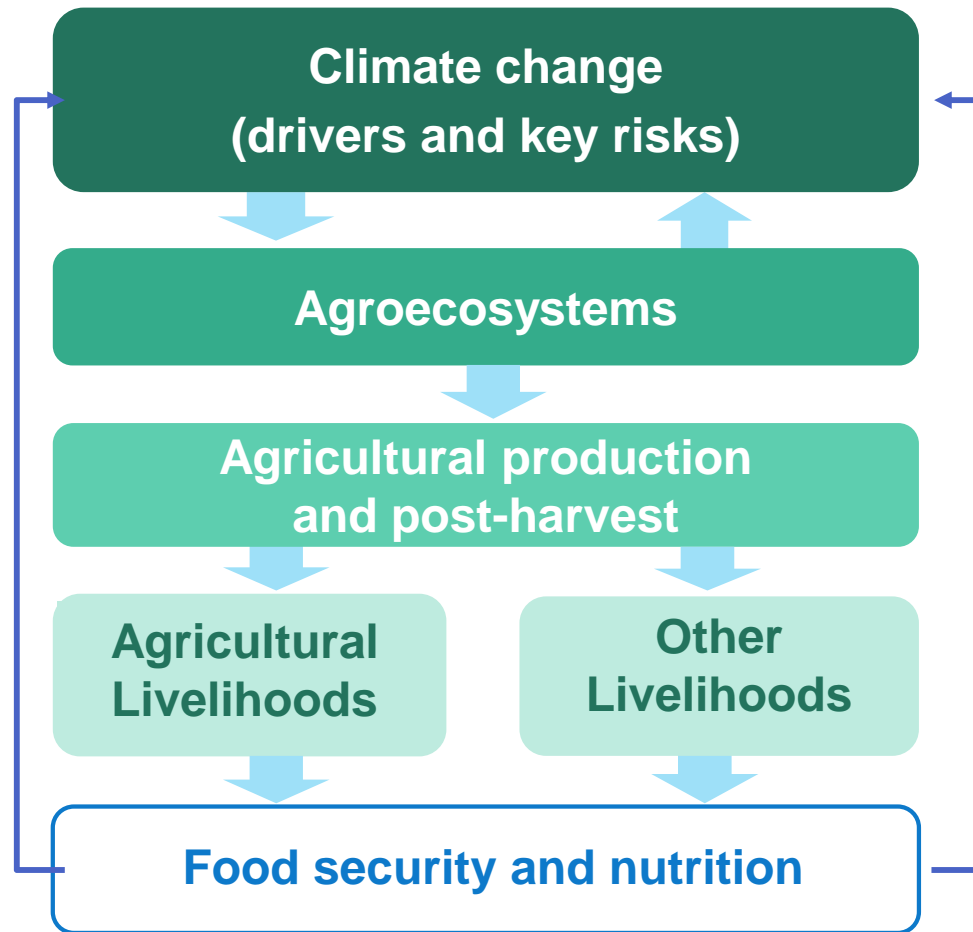 Climate change
(drivers and key risks)
Agroecosystems
Agricultural production
and post-harvest
Agricultural
Livelihoods
Other
Livelihoods
Food security and nutrition